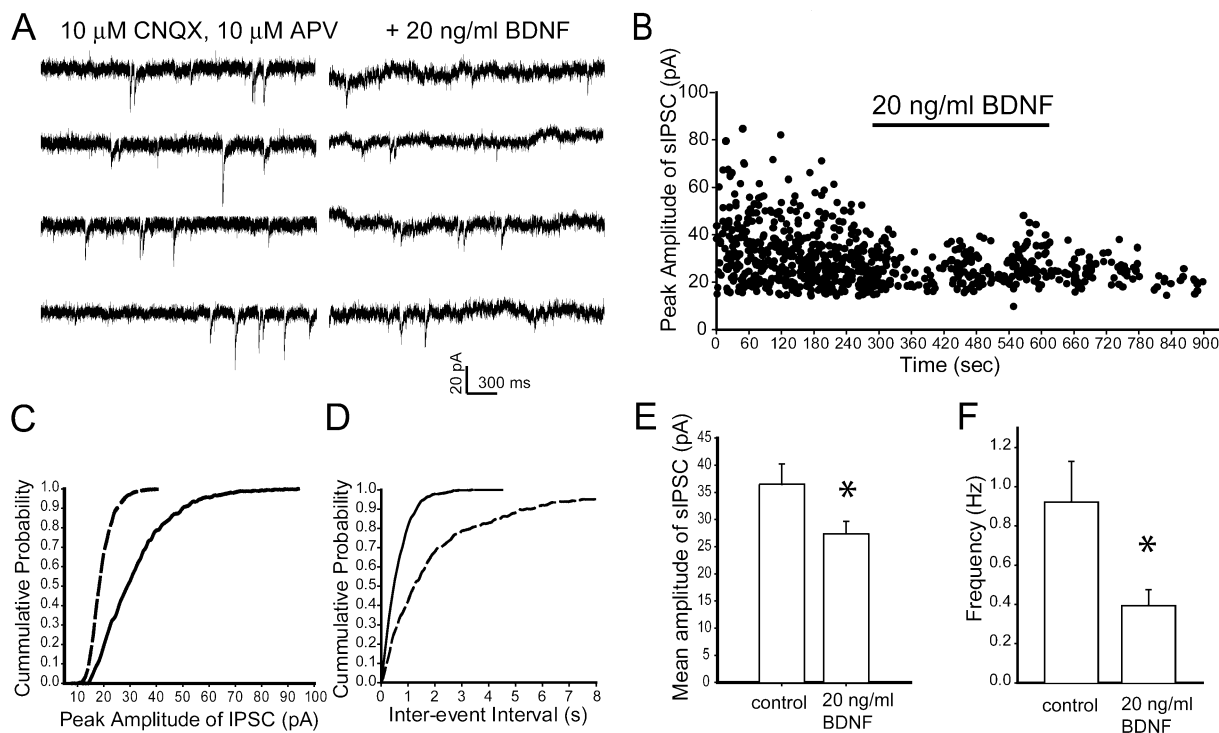 A
10 µM CNQX, 10 µM APV
+ 20 ng/ml BDNF
20 pA
300 ms
B
Peak Amplitude of sIPSC (pA)
100
80
60
40
20
0
20 ng/ml BDNF
0 60 120 180 240 300 360 420 480 540 600 660 720 780 840 900
Time (sec)
C
Cummulative Probability
1.0
0.9
0.8
0.7
0.6
0.5
0.4
0.3
0.2
0.1
0.0
10 20 30 40 50 60 70 80 90 100
Peak Amplitude of IPSC (pA)
D
Cummulative Probability
1.0
0.9
0.8
0.7
0.6
0.5
0.4
0.3
0.2
0.1
0.0
0 1 2 3 4 5 6 7 8
Inter-event Interval (s)
E
Mean amplitude of sIPSC (pA)
45
40
35
30
25
35
15
10
5
0
*
control
20 ng/ml
BDNF
F
Frequency (Hz)
1.2
1.0
0.8
0.6
0.4
0.2
0.0
*
control
20 ng/ml
BDNF